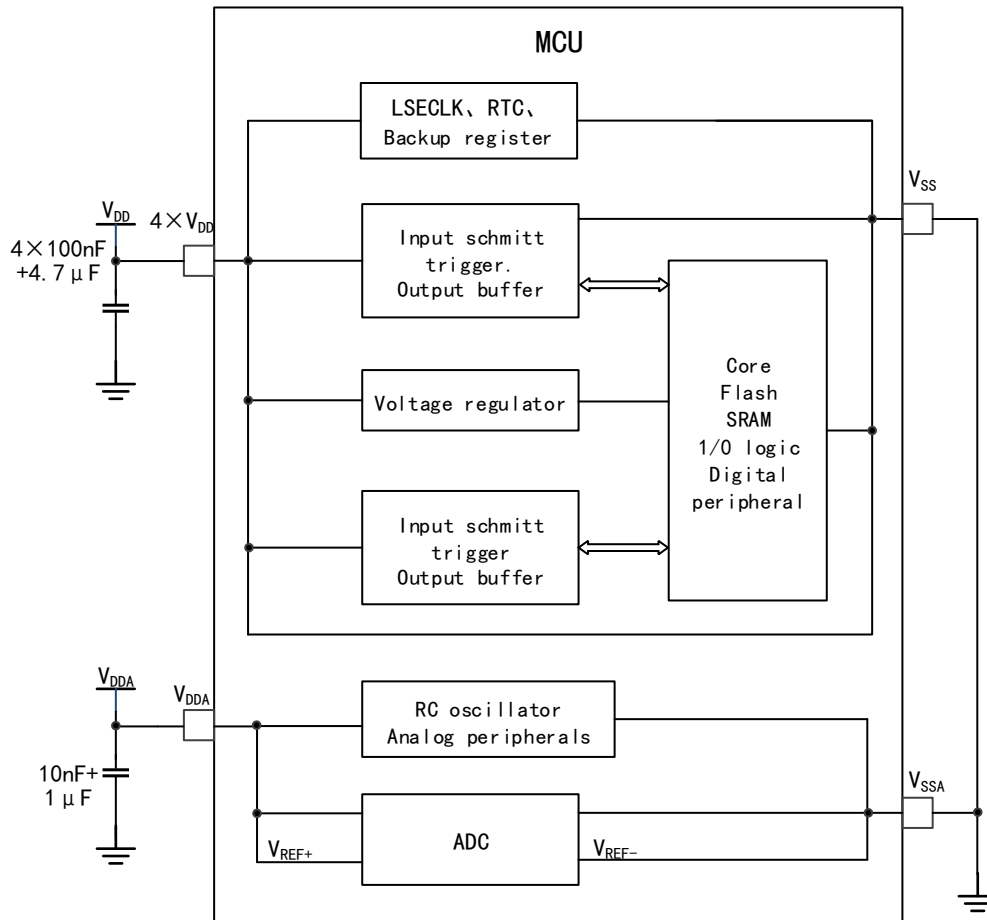 MCU
LSECLK、RTC、
Backup register
VSS
VDD
4×VDD
4×100nF
+4.7μF
Input schmitt
trigger.
Output buffer
Core
Flash
SRAM
1/0 logic
Digital
peripheral
Voltage regulator
Input schmitt
trigger
Output buffer
VDDA
VDDA
RC oscillator
Analog peripherals
10nF+
1μF
VSSA
ADC
VREF+
VREF-